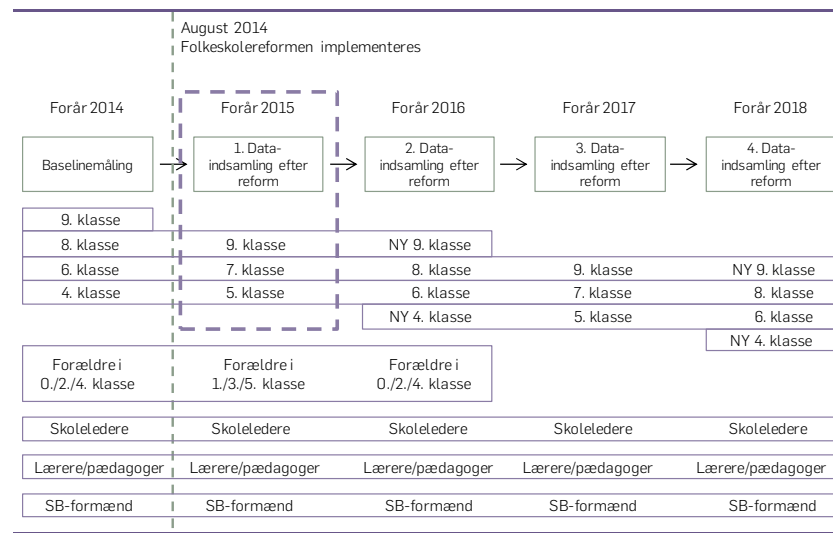 August 2014
Folkeskolereformen implementeres
Forår 2014 Forår 2015 Forår 2016 Forår 2017 Forår 2018
Baselinemåling
1. Data-
indsamling efter
reform
2. Data-
indsamling efter
reform
3. Data-
indsamling efter
reform
4. Data-
indsamling efter
reform
9. klasse
8. klasse 9. klasse NY 9. klasse
6. klasse 7. klasse 8. klasse 9. klasse NY 9. klasse
4. klasse 5. klasse 6. klasse 7. klasse 8. klasse
NY 4. klasse 5. klasse 6. klasse
NY 4. klasse
Forældre i
0./2./4. klasse
Forældre i
1./3./5. klasse
Forældre i
0./2./4. klasse
Skoleledere Skoleledere Skoleledere Skoleledere Skoleledere
Lærere/pædagoger Lærere/pædagoger Lærere/pædagoger Lærere/pædagoger Lærere/pædagoger
SB-formænd SB-formænd SB-formænd SB-formænd SB-formænd